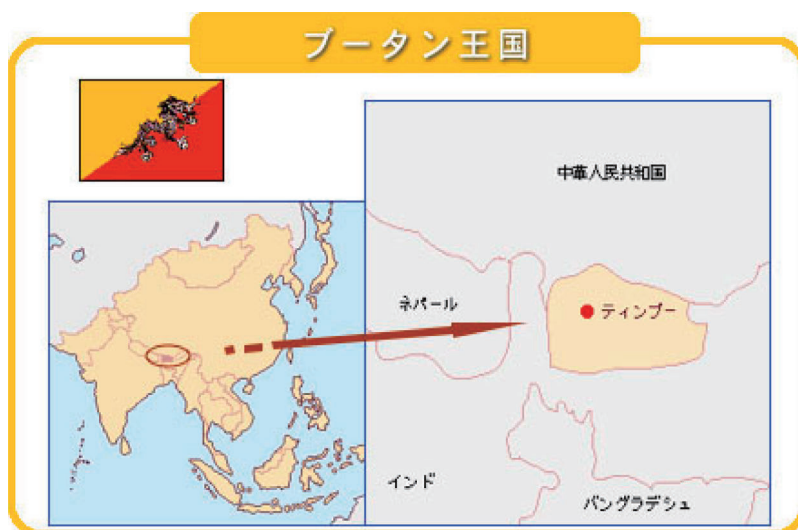 ブータン王国
中華人民共和国
ネパール
ティンプー
インド
バングラデシュ